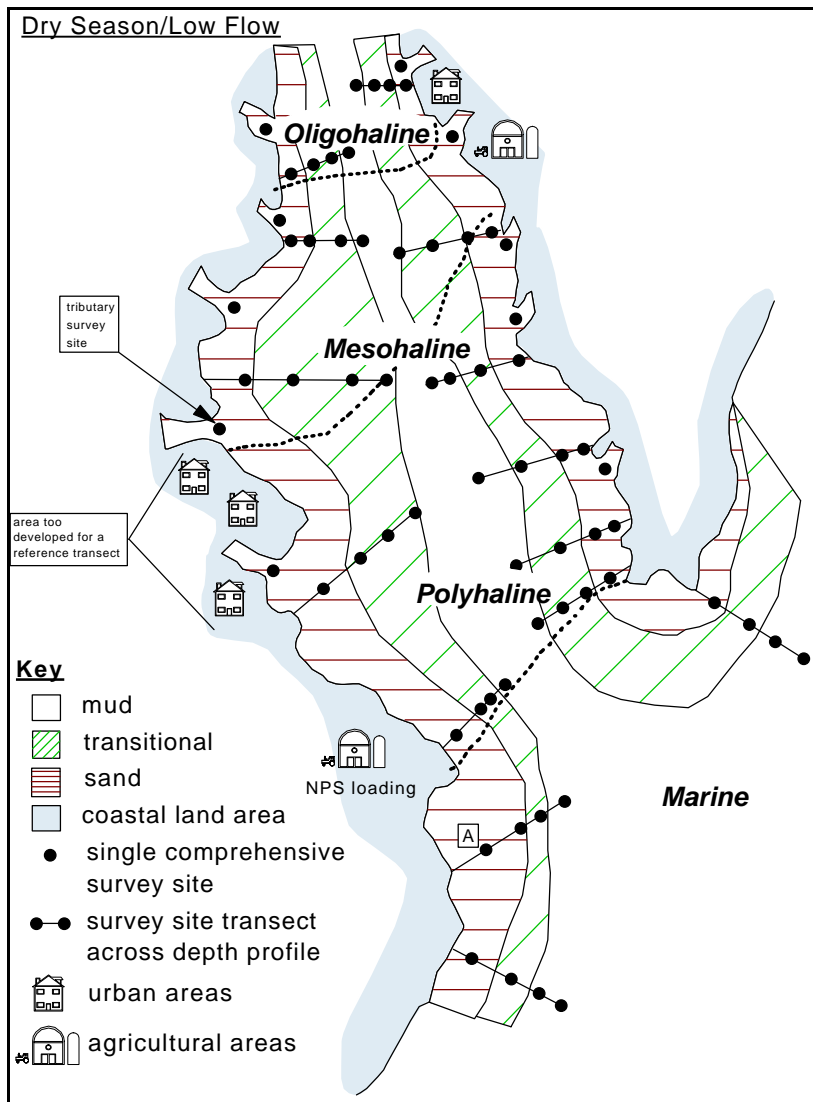 Dry Season/Low Flow
Oligohaline
tributary
survey
site
Mesohaline
area too
developed for a
reference transect
Polyhaline
Key
mud
transitional
sand
coastal land area
single comprehensive
survey site
survey site transect
across depth profile
urban areas
agricultural areas
NPS loading
Marine
A